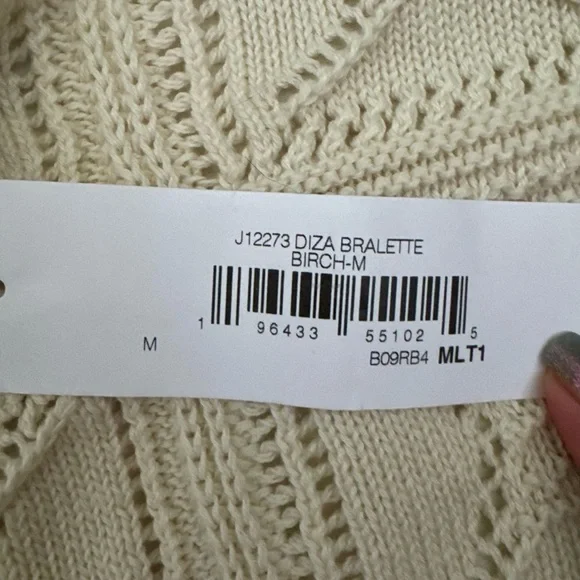 J12273 DIZA BRALETTE
BIRCH-M
1 96433 55102 5
M
B09RB4 MLT1